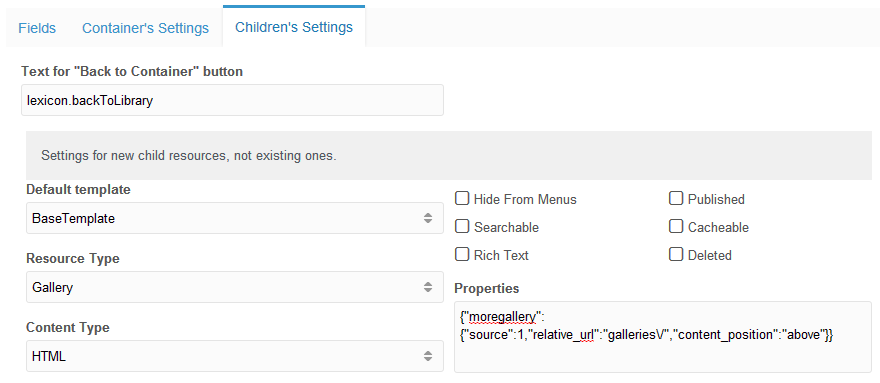 Fields Container's Settings Children's Settings
Text for "Back to Container" button
lexicon.backToLibrary
Settings for new child resources, not existing ones.
Default template
BaseTemplate
Resource Type
Gallery
Content Type
HTML
Hide From Menus Published
Searchable Cacheable
Rich Text Deleted
Properties
{"moregallery":
{"source":1,"relative_url":"galleries\/","content_position":"above"}}